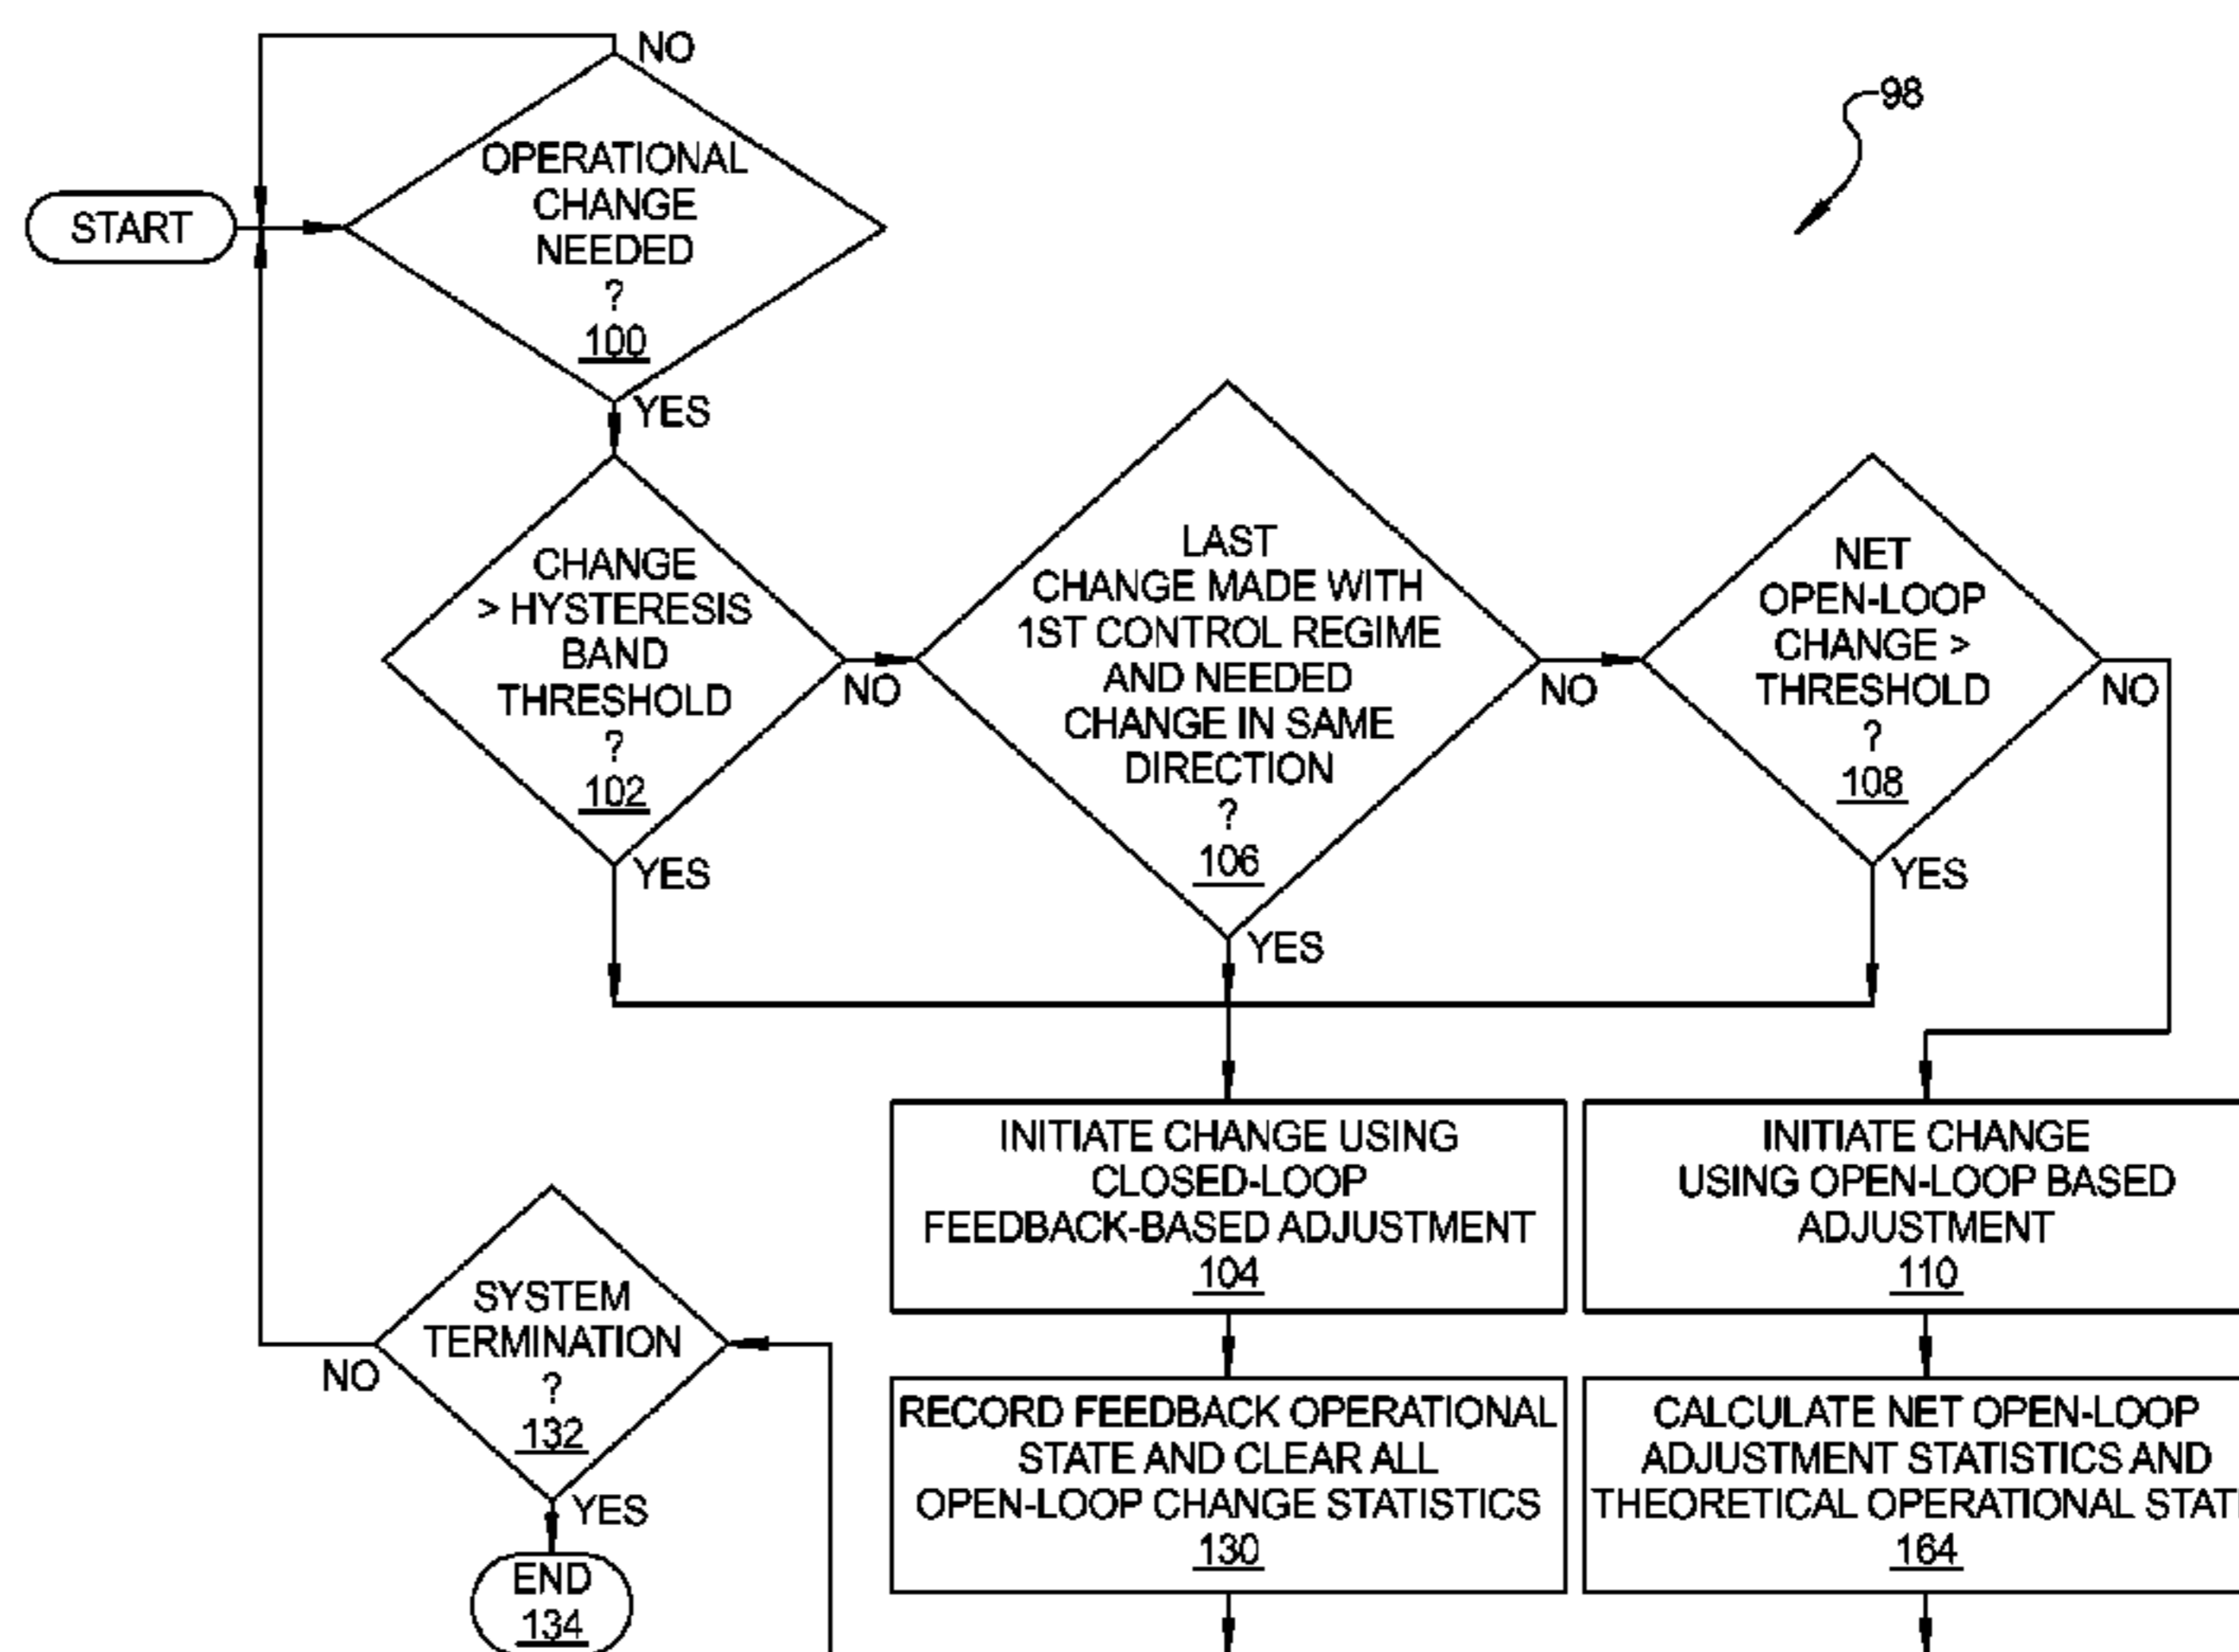 NO
98
START
OPERATIONAL
CHANGE
NEEDED
?
100
YES
CHANGE
> HYSTERESIS
BAND
THRESHOLD
?
102
NO
YES
LAST
CHANGE MADE WITH
1ST CONTROL REGIME
AND NEEDED
CHANGE IN SAME
DIRECTION
?
106
NO
YES
NET
OPEN-LOOP
CHANGE >
THRESHOLD
?
108
NO
YES
INITIATE CHANGE USING
CLOSED-LOOP
FEEDBACK-BASED ADJUSTMENT
104
INITIATE CHANGE
USING OPEN-LOOP BASED
ADJUSTMENT
110
SYSTEM
TERMINATION
?
132
NO
YES
END
134
RECORD FEEDBACK OPERATIONAL
STATE AND CLEAR ALL
OPEN-LOOP CHANGE STATISTICS
130
CALCULATE NET OPEN-LOOP
ADJUSTMENT STATISTICS AND
THEORETICAL OPERATIONAL
164